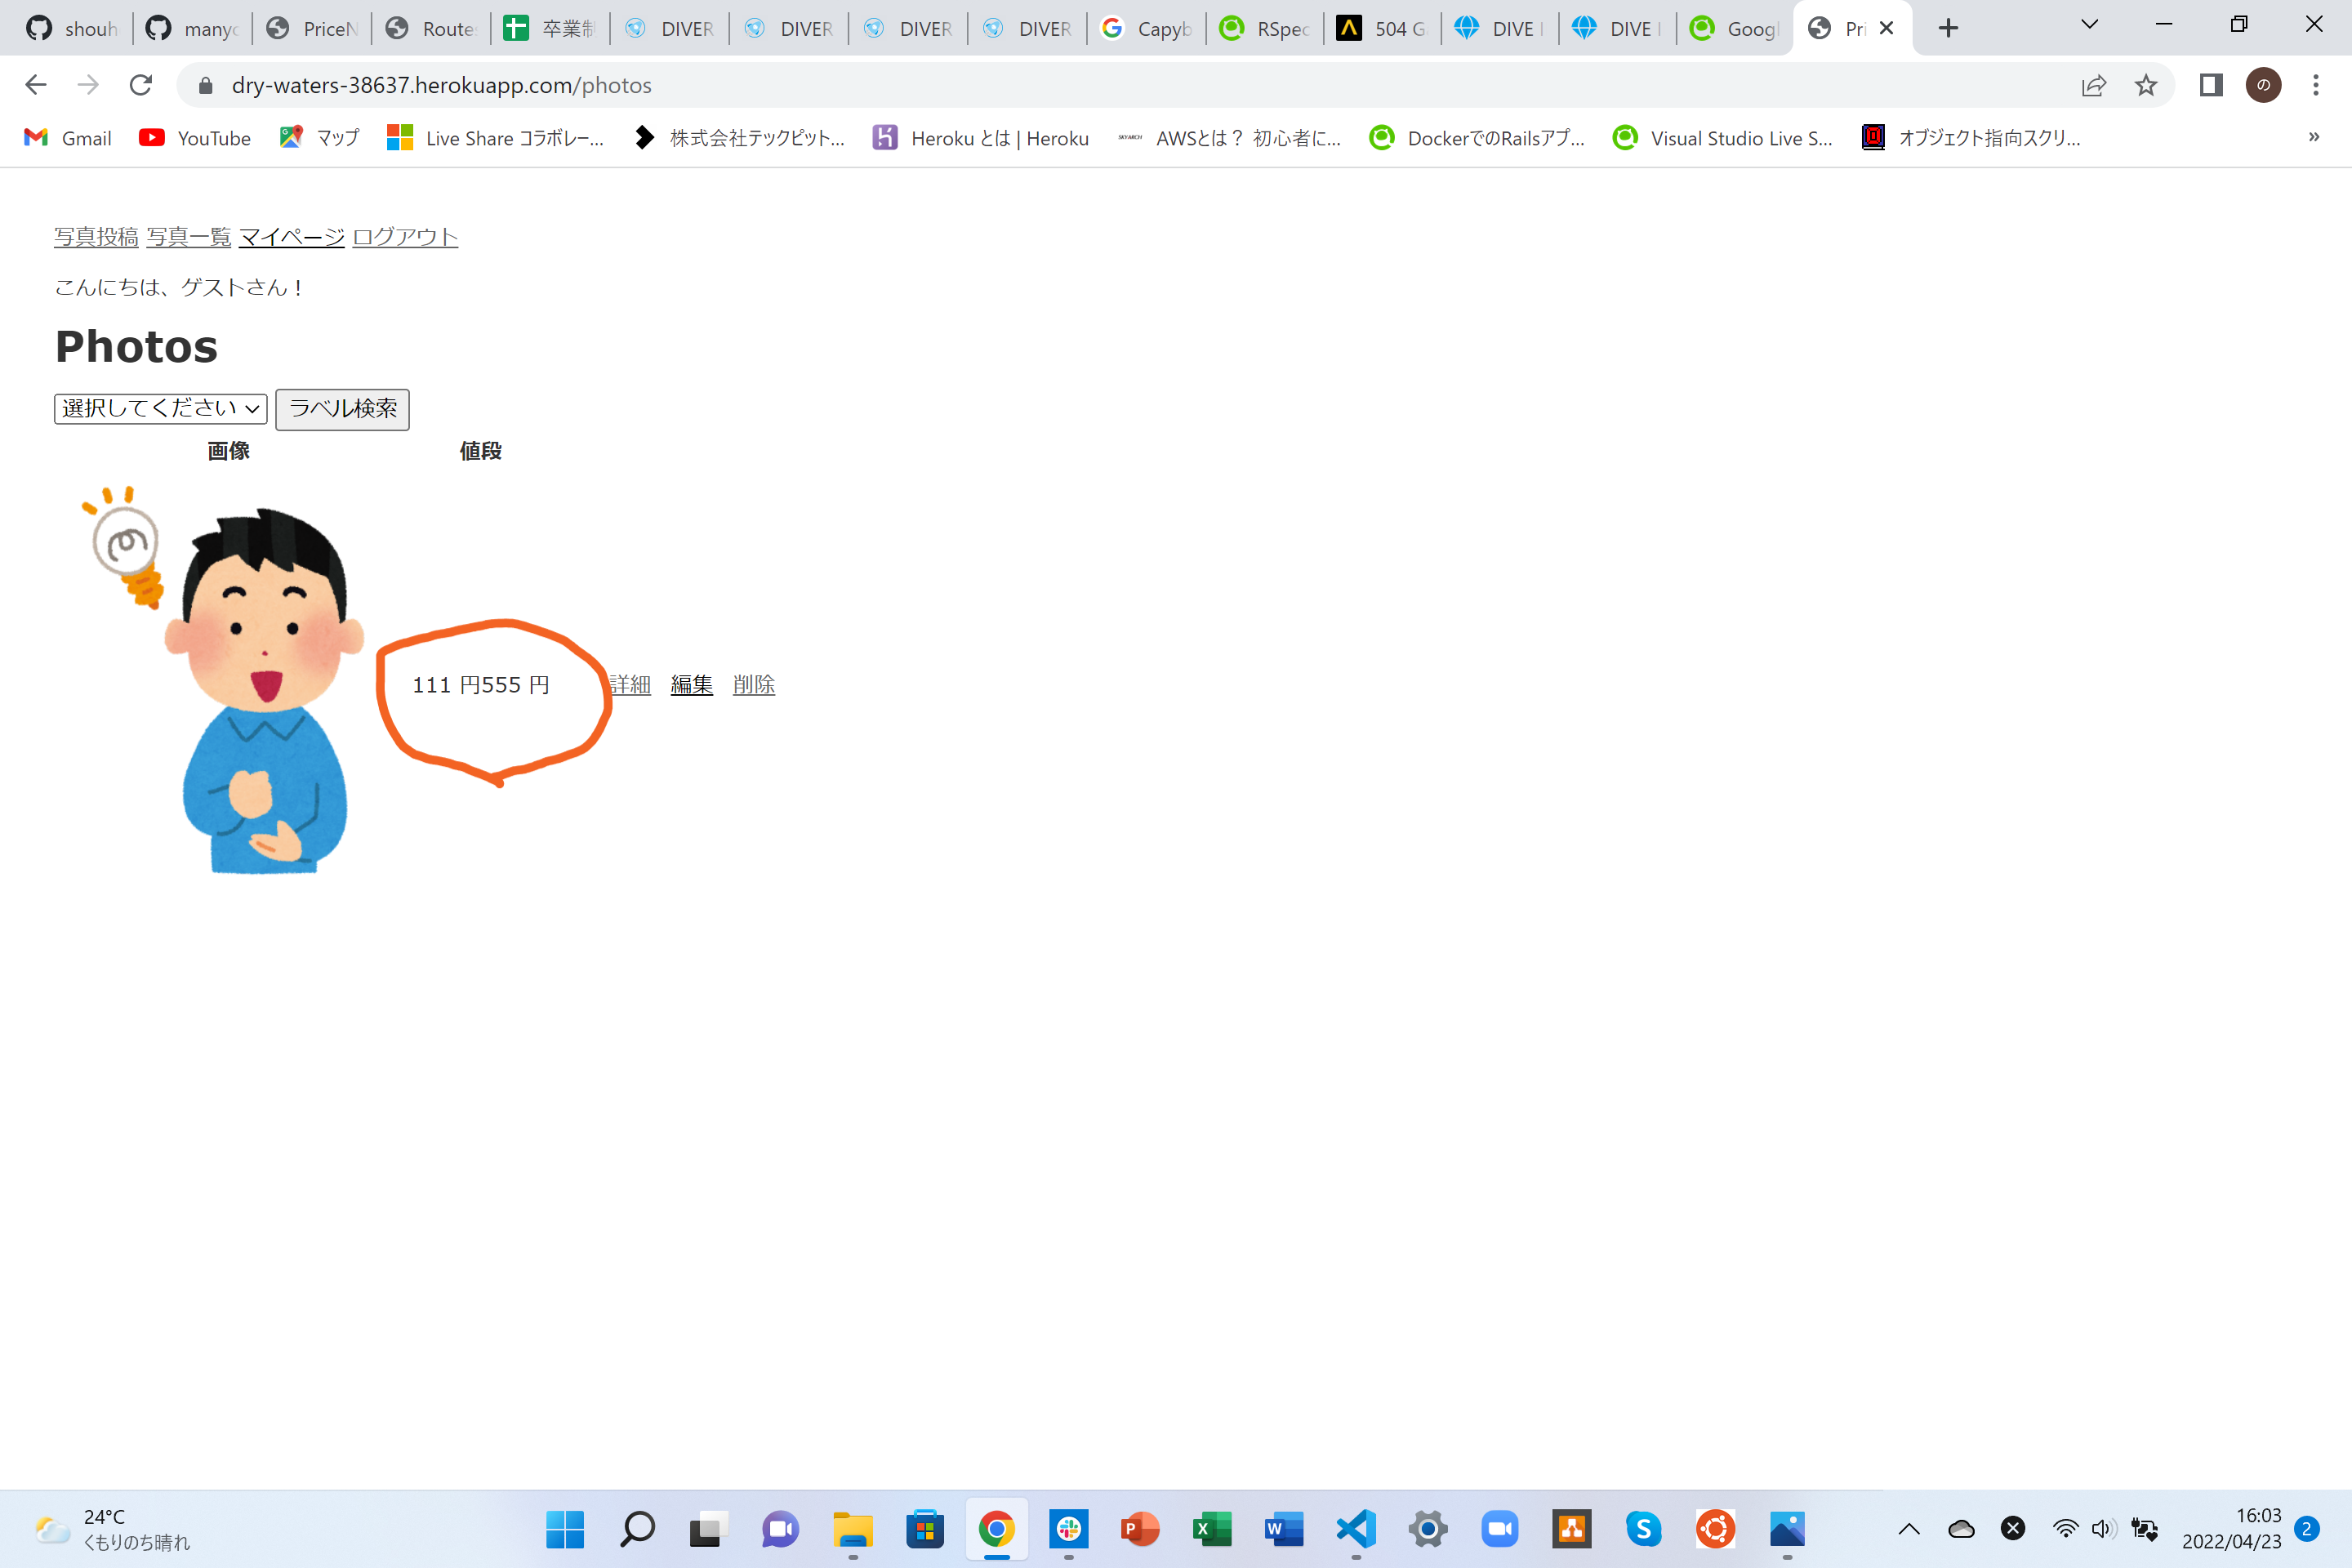 shouh
manyc
PriceN
Route
卒業制
DIVER
DIVER
DIVER
DIVER
Capyb
RSpec
504 G
DIVE I
DIVE I
Googl
Pri
dry-waters-38637.herokuapp.com/photos
の
Gmail
YouTube
マップ
Live Share コラボレー...
株式会社テックピット...
Heroku とは | Heroku
SKYARCH
AWSとは？ 初心者に...
DockerでのRailsアプ...
Visual Studio Live S...
オブジェクト指向スクリ...
»
写真投稿 写真一覧 マイページ ログアウト
こんにちは、ゲストさん！
Photos
選択してください
ラベル検索
画像 値段
111 円555 円 詳細 編集 削除
24°C
くもりのち晴れ
16:03
2022/04/23
2